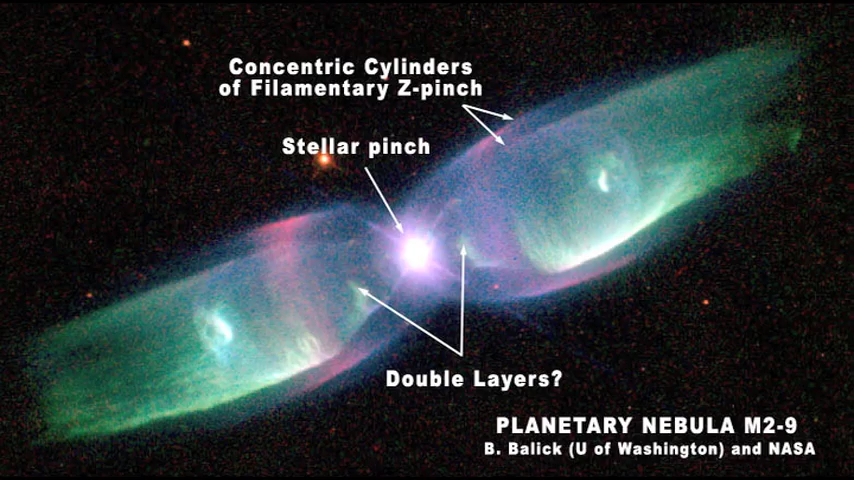 Concentric Cylinders
of Filamentary Z-pinch
Stellar pinch
Double Layers?
PLANETARY NEBULA M2-9
B. Balick (U of Washington) and NASA